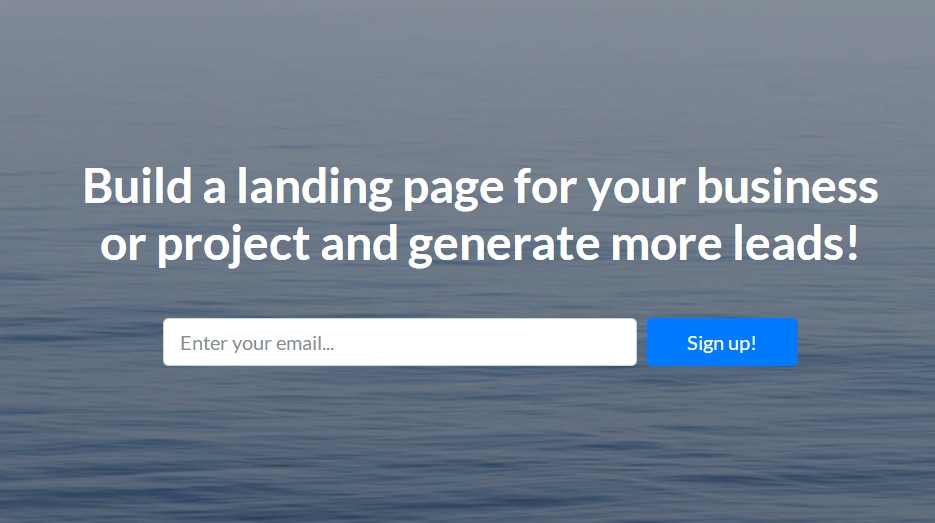 Build a landing page for your business
or project and generate more leads!
Enter your email... Sign up!